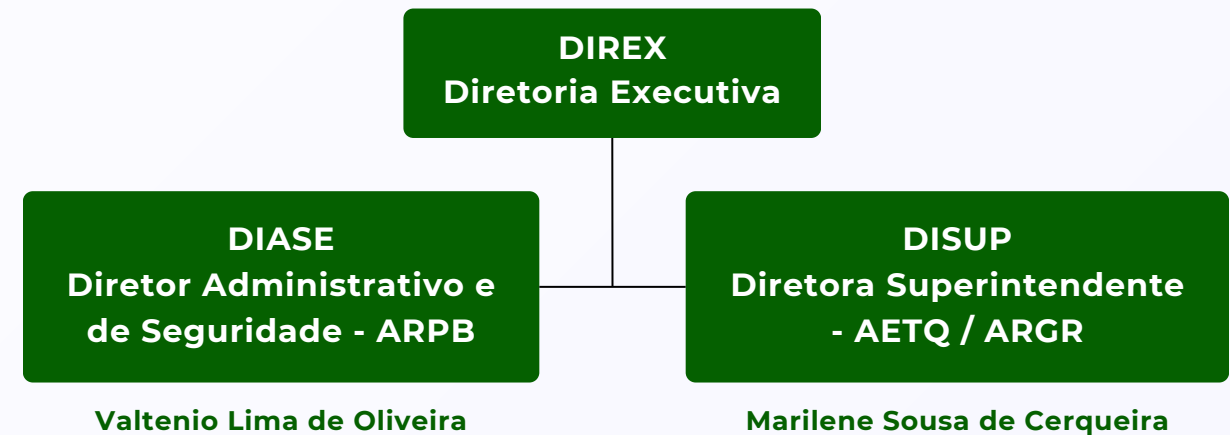 DIREX
Diretoria Executiva
DIASE
Diretor Administrativo e
de Seguridade - ARPB
Valtenio Lima de Oliveira
DISUP
Diretora Superintendente
- AETQ / ARGR
Marilene Sousa de Cerqueira